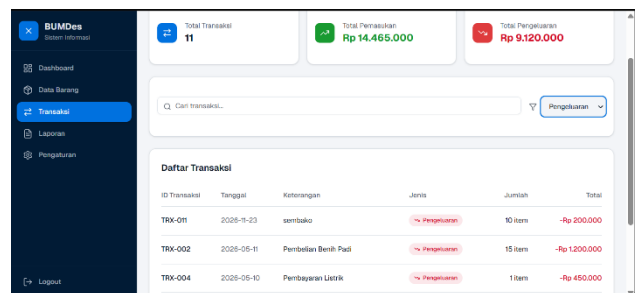 BUMDes
Sistem Informasi
Dashboard
Data Barang
Transaksi
Laporan
Pengaturan
Logout
Total Transaksi
11
Total Pemasukan
Rp 14.465.000
Total Pengeluaran
Rp 9.120.000
Cari transaksi...
Pengeluaran
Daftar Transaksi
ID Transaksi Tanggal Keterangan Jenis Jumlah Total
TRX-011 2026-11-23 sembako Pengeluaran 10 item -Rp 200.000
TRX-002 2026-05-11 Pembelian Benih Padi Pengeluaran 15 item -Rp 1.200.000
TRX-004 2026-05-10 Pembayaran Listrik Pengeluaran 1 item -Rp 450.000